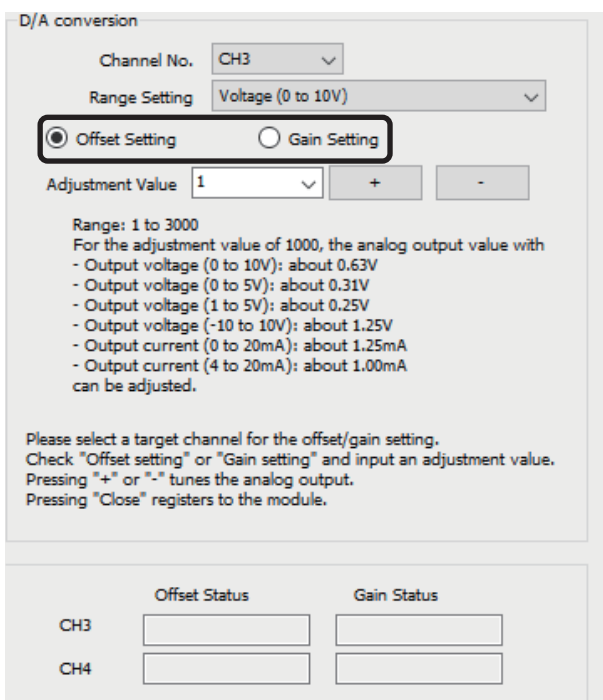 D/A conversion
Channel No. CH3
Range Setting Voltage (0 to 10V)
Offset Setting Gain Setting
Adjustment Value 1 + -
Range: 1 to 3000
For the adjustment value of 1000, the analog output value with
- Output voltage (0 to 10V): about 0.63V
- Output voltage (0 to 5V): about 0.31V
- Output voltage (1 to 5V): about 0.25V
- Output voltage (-10 to 10V): about 1.25V
- Output current (0 to 20mA): about 1.25mA
- Output current (4 to 20mA): about 1.00mA
can be adjusted.
Please select a target channel for the offset/gain setting.
Check "Offset setting" or "Gain setting" and input an adjustment value.
Pressing "+" or "-" tunes the analog output.
Pressing "Close" registers to the module.
Offset Status Gain Status
CH3
CH4